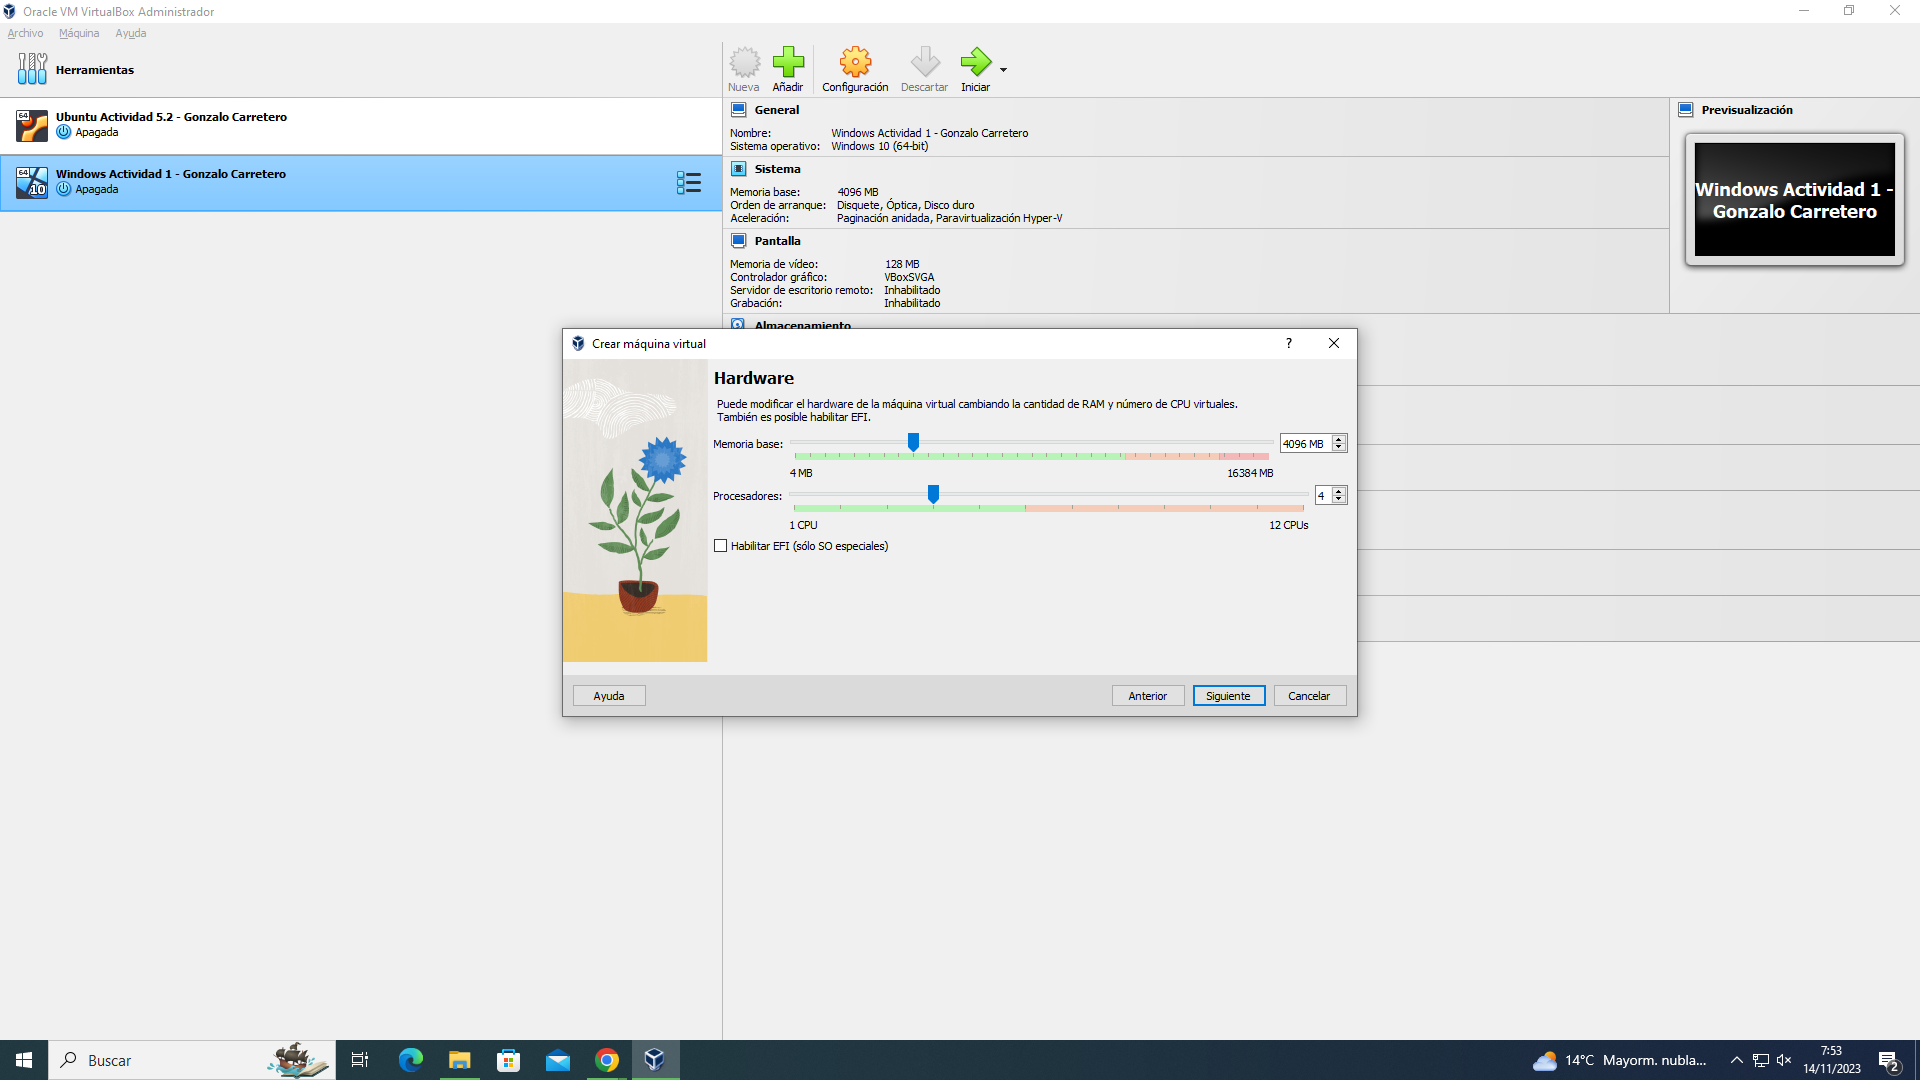 Oracle VM VirtualBox Administrador
Archivo Máquina Ayuda
Herramientas
Nueva Añadir Configuración Descartar Iniciar
64
Ubuntu Actividad 5.2 - Gonzalo Carretero
Apagada
64
10
Windows Actividad 1 - Gonzalo Carretero
Apagada
General
Nombre: Windows Actividad 1 - Gonzalo Carretero
Sistema operativo: Windows 10 (64-bit)
Sistema
Memoria base: 4096 MB
Orden de arranque: Disquete, Óptica, Disco duro
Aceleración: Paginación anidada, Paravirtualización Hyper-V
Pantalla
Memoria de vídeo: 128 MB
Controlador gráfico: VBoxSVGA
Servidor de escritorio remoto: Inhabilitado
Grabación: Inhabilitado
Almacenamiento
Previsualización
Windows Actividad 1 -
Gonzalo Carretero
Crear máquina virtual
?
Hardware
Puede modificar el hardware de la máquina virtual cambiando la cantidad de RAM y número de CPU virtuales.
También es posible habilitar EFI.
Memoria base: 4096 MB
4 MB 16384 MB
Procesadores: 4
1 CPU 12 CPUs
Habilitar EFI (sólo SO especiales)
Ayuda Anterior Siguiente Cancelar
Buscar
14°C Mayorm. nubla...
7:53
14/11/2023
2